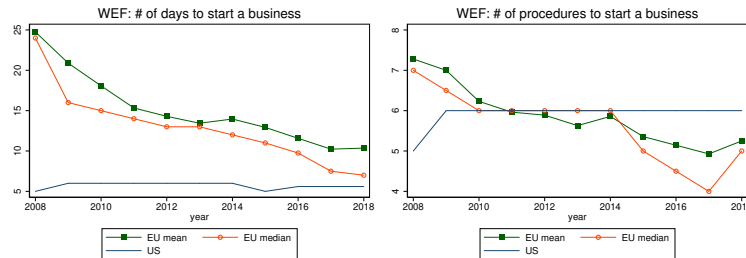 WEF: # of days to start a business
25
20
15
10
5
2008 2010 2012 2014 2016 2018
year
EU mean EU median
US
WEF: # of procedures to start a business
8
7
6
5
4
2008 2010 2012 2014 2016 201
year
EU mean EU median
US